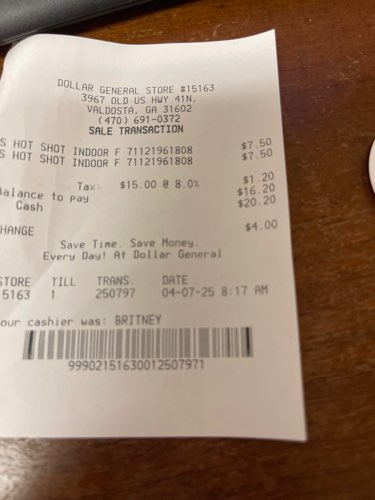 DOLLAR GENERAL STORE #15163
3967 OLD US HWY 41N,
VALDOSTA, GA 31602
(470) 691-0372
SALE TRANSACTION
S HOT SHOT INDOOR F 71121961808 $7.50
S HOT SHOT INDOOR F 71121961808 $7.50
Tax: $15.00 @ 8.0% $1.20
alance to pay $16.20
Cash $20.20
HANGE $4.00
Save Time. Save Money.
Every Day! At Dollar General
STORE TILL TRANS. DATE
5163 1 250797 04-07-25 8:17 AM
our cashier was: BRITNEY
99902151630012507971